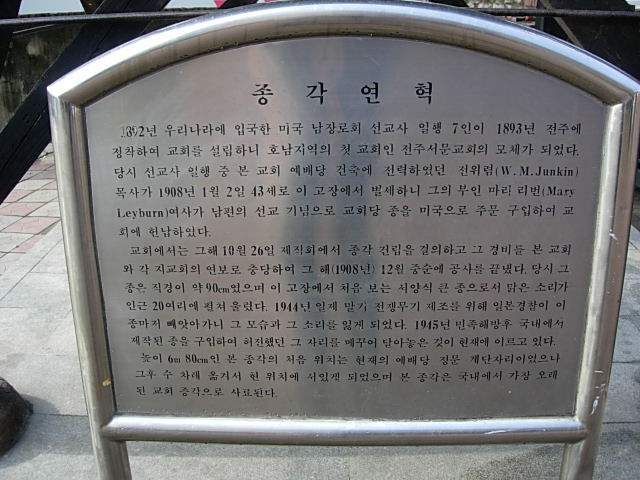 종각연혁
1892년 우리나라에 입국한 미국 남장로회 선교사 일행 7인이 1893년 전주에
정착하여 교회를 설립하니 호남지역의 첫 교회인 전주서문교회의 모체가 되었다.
당시 선교사 일행 중 본 교회 예배당 건축에 전력하였던 전위렴(W.M.Junkin)
목사가 1908년 1월 2일 43세로 이 고장에서 별세하니 그의 부인 마리 리번(Mary
Leyburn)여사가 남편의 선교 기념으로 교회당 종을 미국으로 주문 구입하여 교
회에 헌납하였다.
교회에서는 그해 10월 26일 제직회에서 종각 건립을 결의하고 그 경비를 본 교회
와 각 지교회의 연보로 충당하여 그 해(1908년) 12월 중순에 공사를 끝냈다. 당시 그
종은 직경이 약 90cm였으며 이 고장에서 처음 보는 서양식 큰 종으로서 맑은 소리가
인근 20여리에 펼쳐 울렸다. 1944년 일제 말기 전쟁무기 제조를 위해 일본경찰이 이
종마저 빼앗아가니 그 모습과 그 소리를 잃게 되었다. 1945년 민족해방후 국내에서
제작된 종을 구입하여 허전했던 그 자리를 메꾸어 달아놓은 것이 현재에 이르고 있다.
높이 6m 80cm인 본 종각의 처음 위치는 현재의 예배당 정문 계단자리이었으나
그후 수 차례 옮겨서 현 위치에 서있게 되었으며 본 종각은 국내에서 가장 오래
된 교회 종각으로 사료된다.